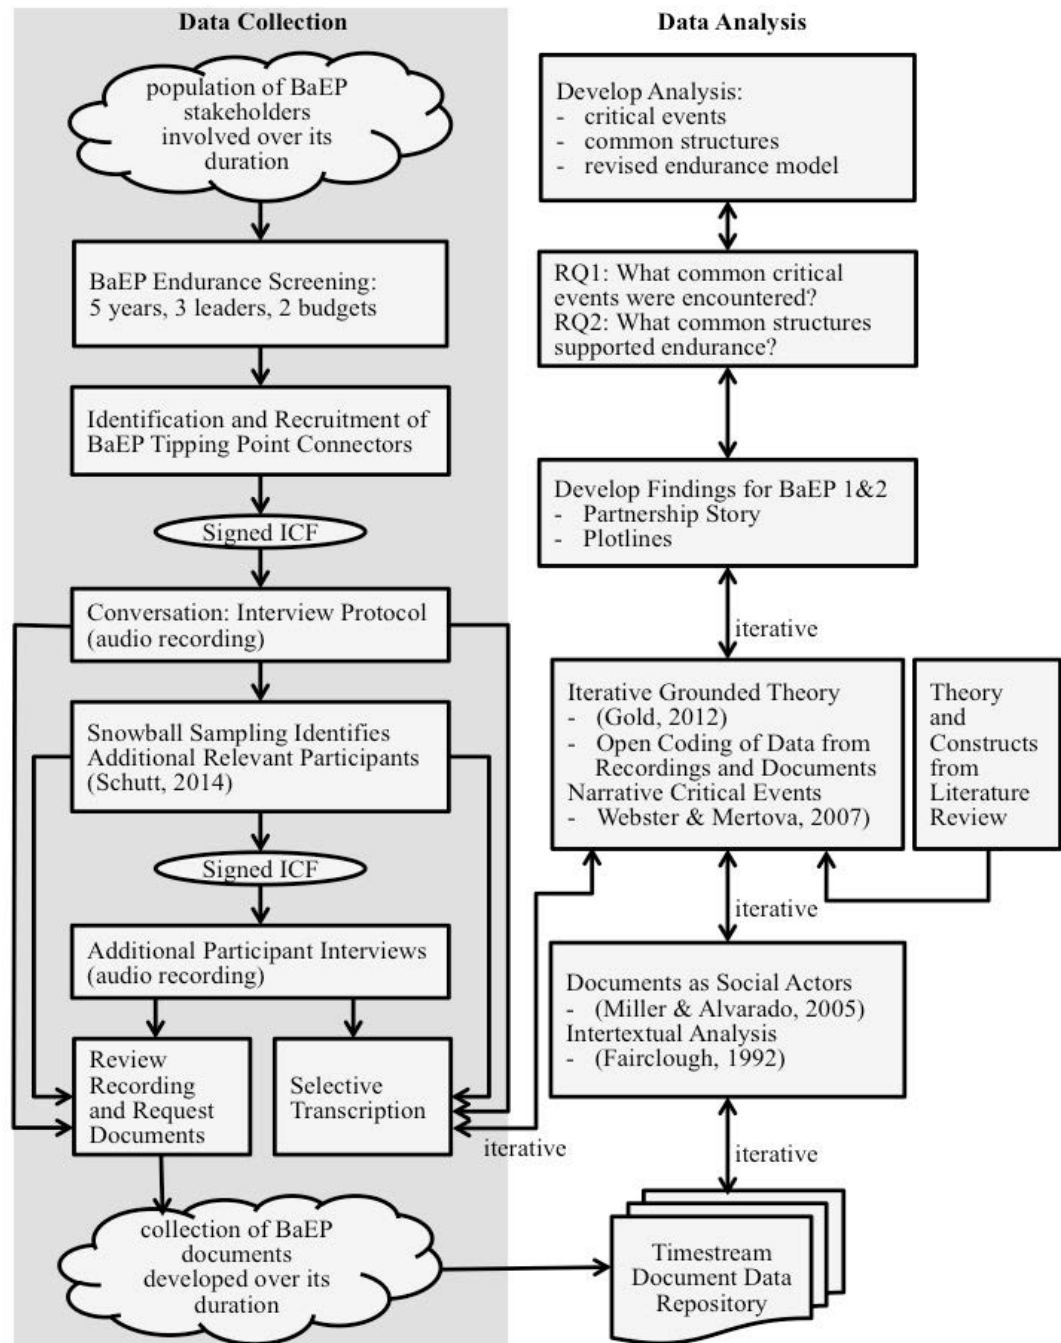 Data Collection
population of BaEP
stakeholders
involved over its
duration
BaEP Endurance Screening:
5 years, 3 leaders, 2 budgets
Identification and Recruitment of
BaEP Tipping Point Connectors
Signed ICF
Conversation: Interview Protocol
(audio recording)
Snowball Sampling Identifies
Additional Relevant Participants
(Schutt, 2014)
Signed ICF
Additional Participant Interviews
(audio recording)
Review
Recording
and Request
Documents
Selective
Transcription
iterative
collection of BaEP
documents
developed over its
duration
Data Analysis
Develop Analysis:
- critical events
- common structures
- revised endurance model
RQ1: What common critical
events were encountered?
RQ2: What common structures
supported endurance?
Develop Findings for BaEP 1&2
- Partnership Story
- Plotlines
iterative
Iterative Grounded Theory
- (Gold, 2012)
- Open Coding of Data from
Recordings and Documents
Narrative Critical Events
- Webster & Mertova, 2007)
Theory
and
Constructs
from
Literature
Review
iterative
Documents as Social Actors
- (Miller & Alvarado, 2005)
Intertextual Analysis
- (Fairclough, 1992)
iterative
Timestream
Document Data
Repository